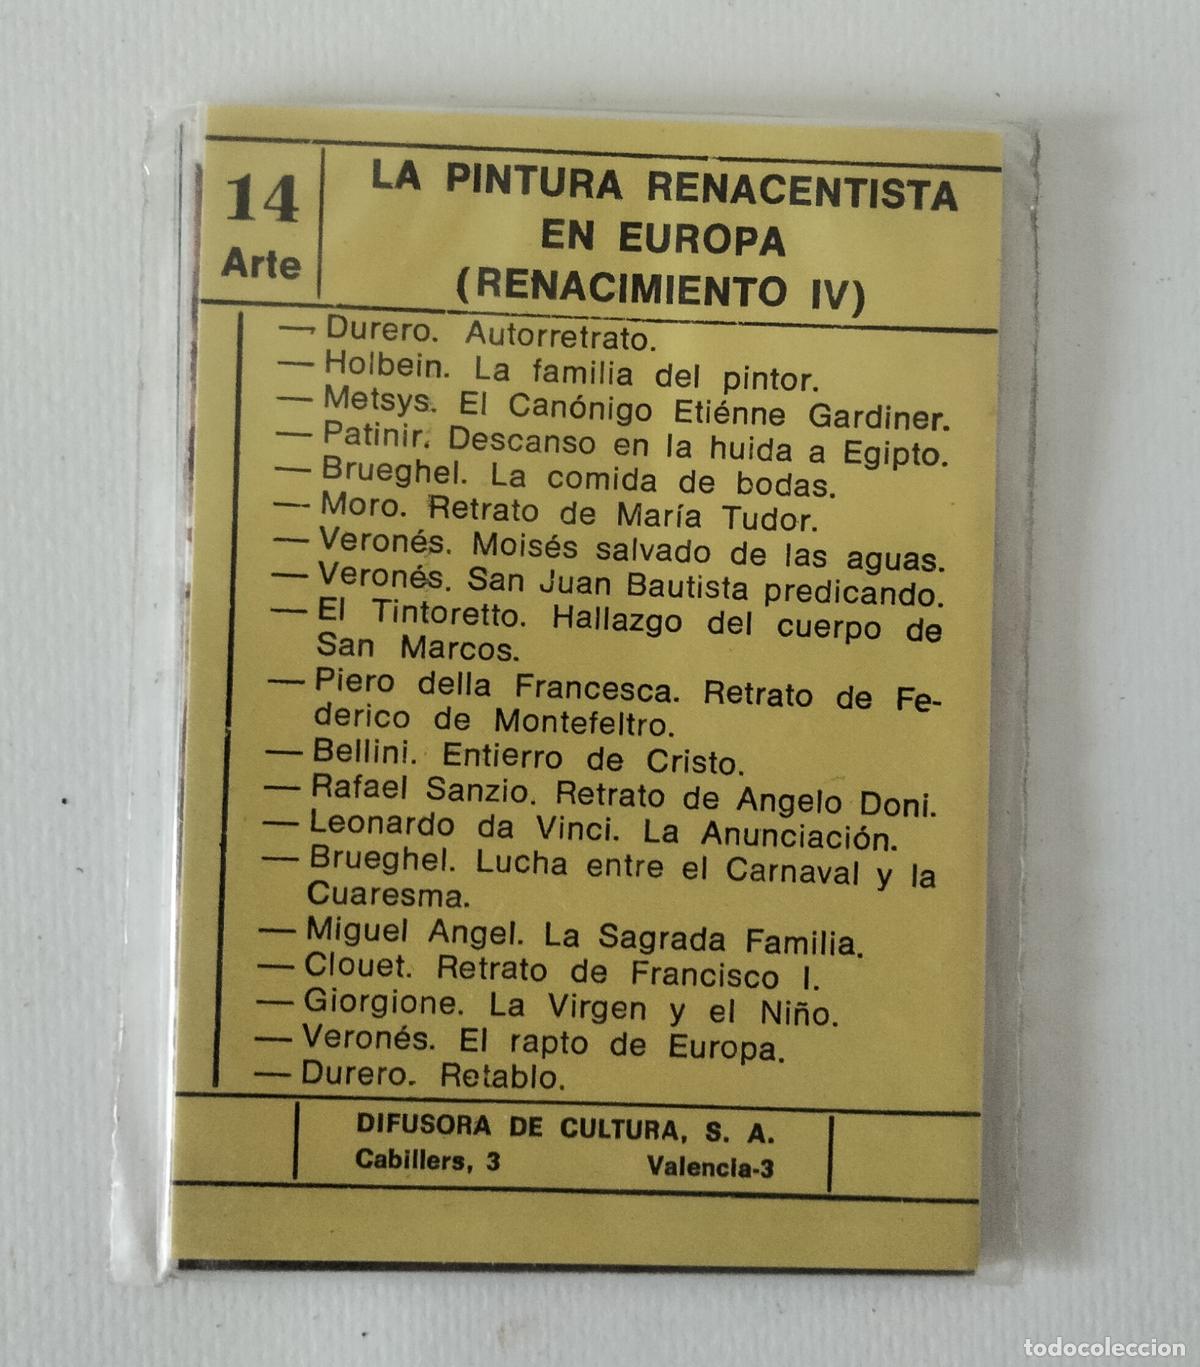 14
Arte
LA PINTURA RENACENTISTA
EN EUROPA
(RENACIMIENTO IV)
— Durero. Autorretrato.
— Holbein. La familia del pintor.
— Metsys. El Canónigo Etiénne Gardiner.
— Patinir. Descanso en la huida a Egipto.
— Brueghel. La comida de bodas.
— Moro. Retrato de María Tudor.
— Veronés. Moisés salvado de las aguas.
— Veronés. San Juan Bautista predicando.
— El Tintoretto. Hallazgo del cuerpo de
San Marcos.
— Piero della Francesca. Retrato de Fe-
derico de Montefeltro.
— Bellini. Entierro de Cristo.
— Rafael Sanzio. Retrato de Angelo Doni.
— Leonardo da Vinci. La Anunciación.
— Brueghel. Lucha entre el Carnaval y la
Cuaresma.
— Miguel Angel. La Sagrada Familia.
— Clouet. Retrato de Francisco I.
— Giorgione. La Virgen y el Niño.
— Veronés. El rapto de Europa.
— Durero. Retablo.
DIFUSORA DE CULTURA, S. A.
Cabillers, 3 Valencia-3
todocoleccion